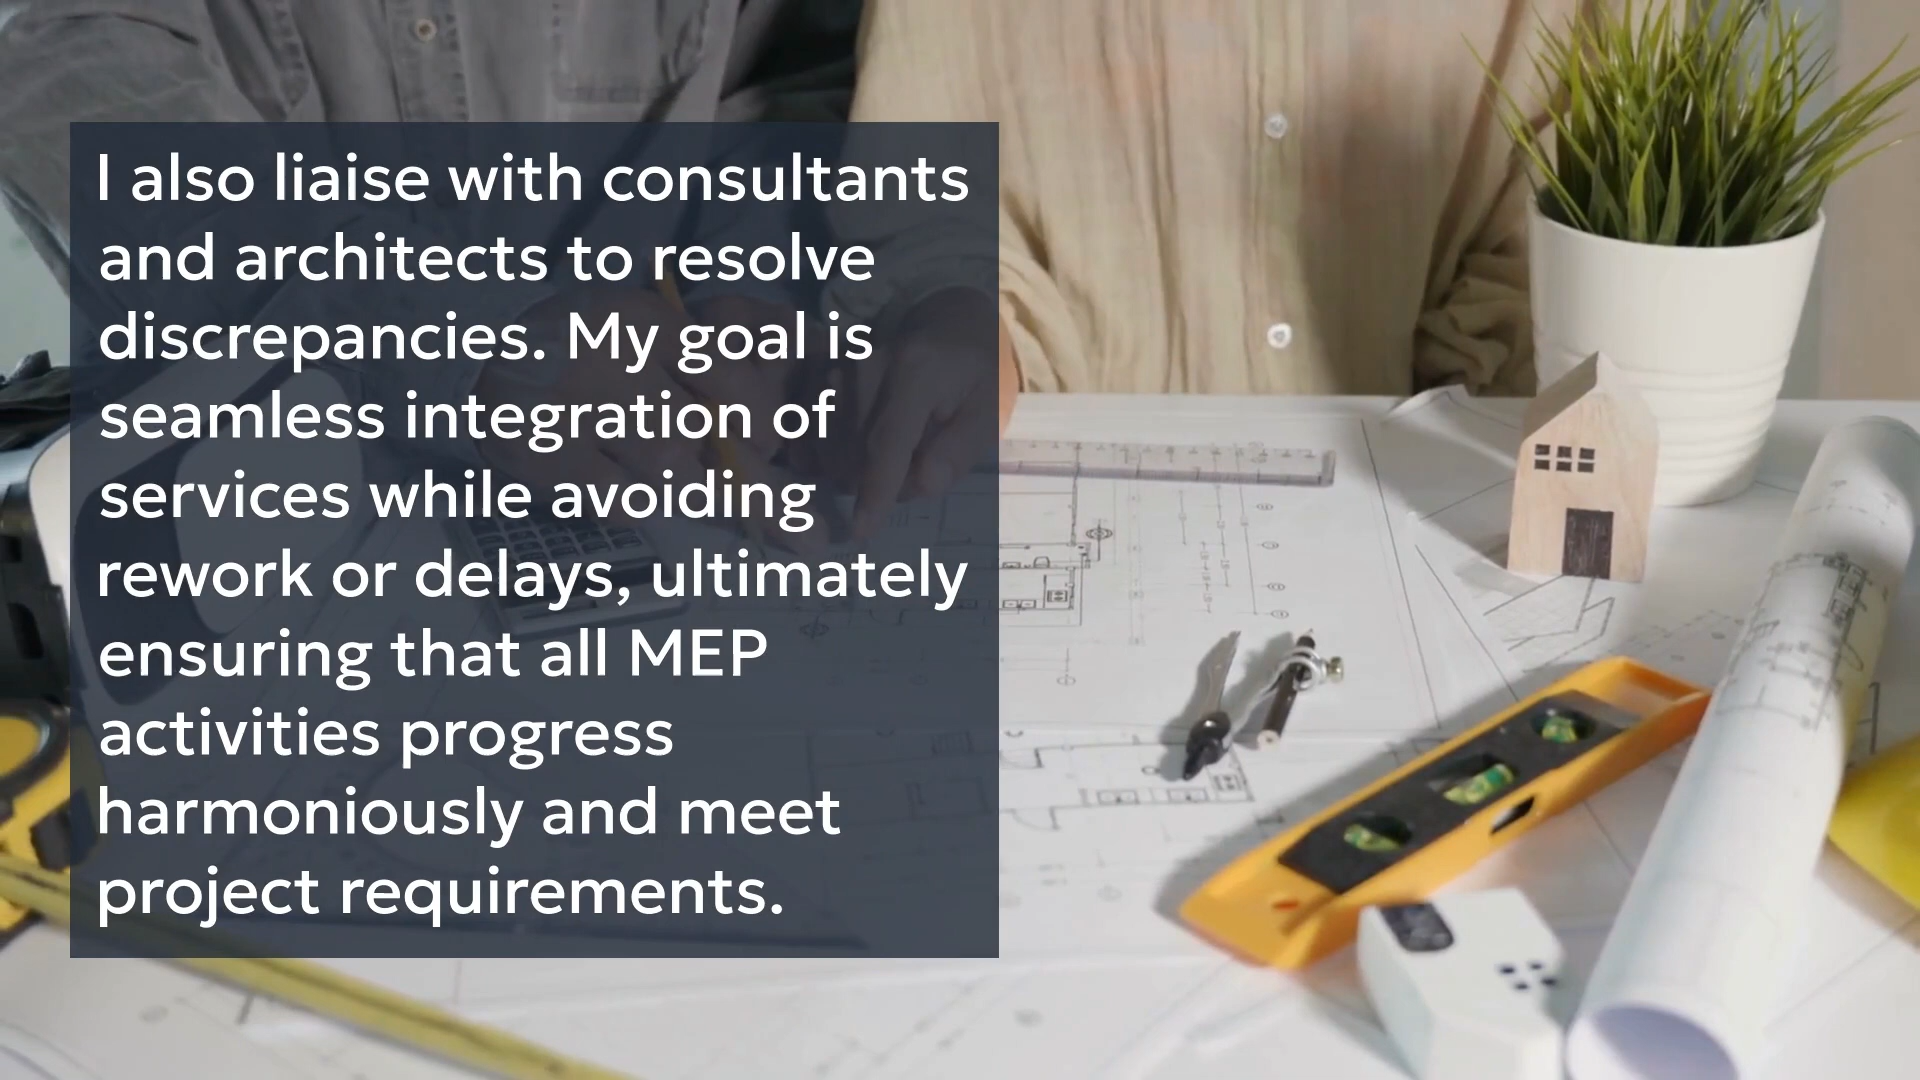 I also liaise with consultants
and architects to resolve
discrepancies. My goal is
seamless integration of
services while avoiding
rework or delays, ultimately
ensuring that all MEP
activities progress
harmoniously and meet
project requirements.